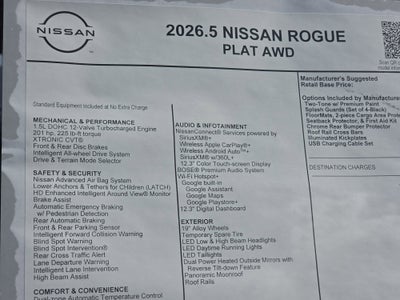 NISSAN
2026.5 NISSAN ROGUE
PLAT AWD
Standard Equipment Included at No Extra Charge
MECHANICAL & PERFORMANCE
1.5L DOHC 12-Valve Turbocharged Engine
201 hp, 225 lb-ft torque
XTRONIC CVT®
Front & Rear Disc Brakes
Intelligent All-wheel Drive System
Drive & Terrain Mode Selector
SAFETY & SECURITY
Nissan Advanced Air Bag System
Lower Anchors & Tethers for Children (LATCH)
HD Enhanced Intelligent Around View® Monitor
Brake Assist
Automatic Emergency Braking
w/ Pedestrian Detection
Rear Automatic Braking
Front & Rear Parking Sensor
Intelligent Forward Collision Warning
Blind Spot Warning
Blind Spot Intervention®
Rear Cross Traffic Alert
Lane Departure Warning
Intelligent Lane Intervention
High Beam Assist
COMFORT & CONVENIENCE
Dual-zone Automatic Temperature Control
AUDIO & INFOTAINMENT
NissanConnect® Services powered by
SiriusXM®+
Wireless Apple CarPlay®+
Wireless Android Auto™+
SiriusXM® w/360L+
12.3" Color Touch-screen Display
BOSE® Premium Audio System
Wi-Fi Hotspot+
Google built-in
Google Assistant
Google Maps
Google Playstore+
12.3" Digital Dashboard
EXTERIOR
19" Alloy Wheels
Temporary Spare Tire
LED Low & High Beam Headlights
LED Daytime Running Lights
LED Taillights
Dual Power Heated Outside Mirrors with
Reverse Tilt-down Feature
Panoramic Moonroof
Roof Rails
Manufacturer's Suggested
Retail Base Price:
Options Included by Manufacturer
Two-Tone w/Premium Paint
Splash Guards (Set of 4-Black)
FloorMats, 2-piece Cargo Area Prote
Seatback Protector, & First Aid Kit
Chrome Rear Bumper Protector
Roof Rail Cross Bars
Illuminated Kickplates
USB Charging Cable Set
DESTINATION CHARGES